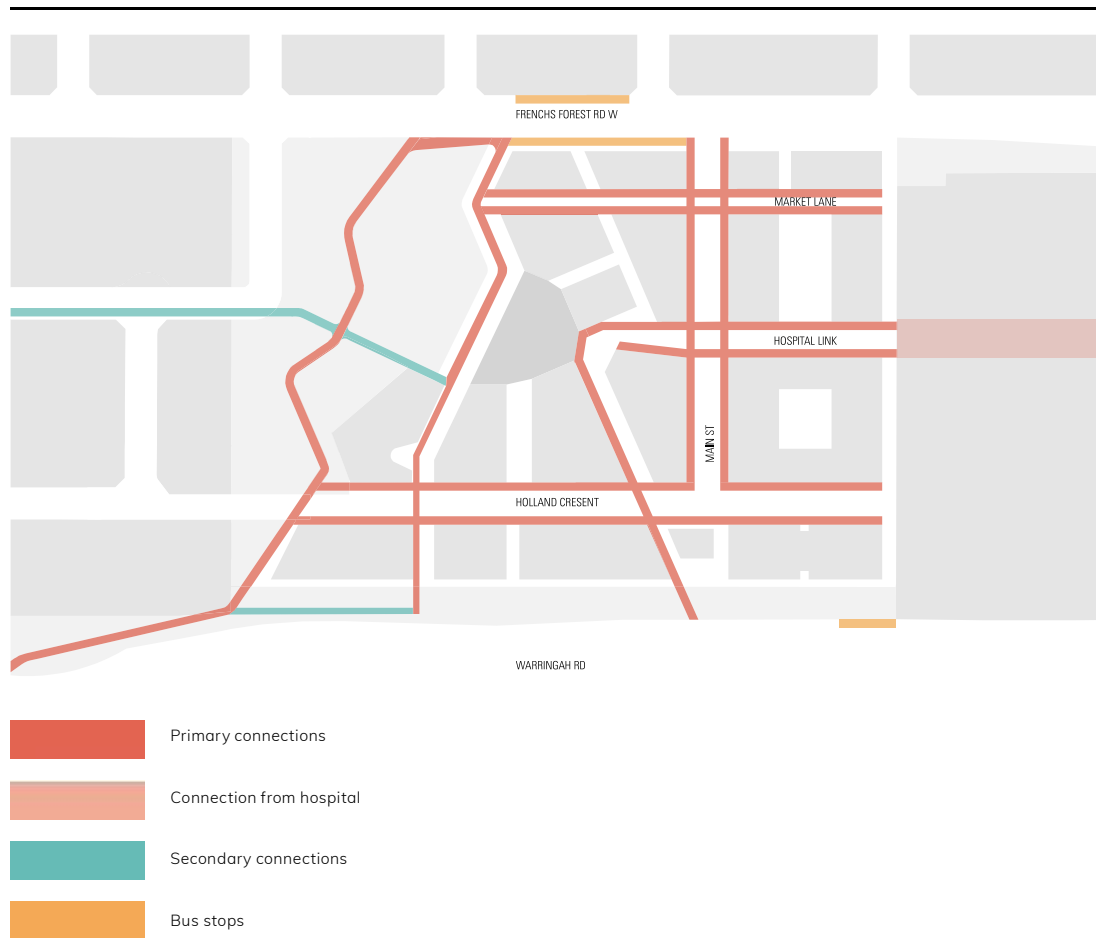 FRENCHS FOREST RD W
MARKET LANE
HOSPITAL LINK
MAIN ST
HOLLAND CRESENT
WARRINGAH RD
Primary connections
Connection from hospital
Secondary connections
Bus stops